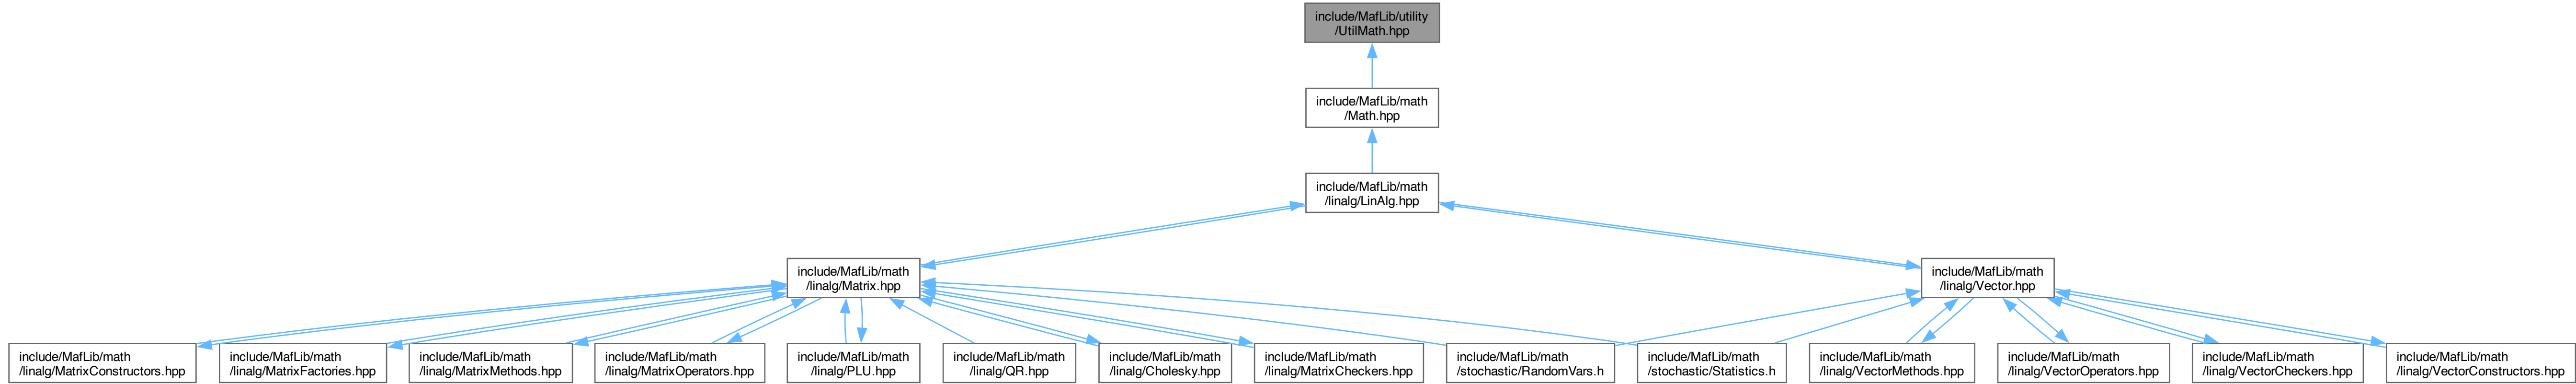 include/MafLib/utility
/UtilMath.hpp
include/MafLib/math
/Math.hpp
include/MafLib/math
/linalg/LinAlg.hpp
include/MafLib/math
/linalg/Matrix.hpp
include/MafLib/math
/linalg/Vector.hpp
include/MafLib/math
/linalg/MatrixConstructors.hpp
include/MafLib/math
/linalg/MatrixFactories.hpp
include/MafLib/math
/linalg/MatrixMethods.hpp
include/MafLib/math
/linalg/MatrixOperators.hpp
include/MafLib/math
/linalg/PLU.hpp
include/MafLib/math
/linalg/QR.hpp
include/MafLib/math
/linalg/Cholesky.hpp
include/MafLib/math
/linalg/MatrixCheckers.hpp
include/MafLib/math
/stochastic/RandomVars.h
include/MafLib/math
/stochastic/Statistics.h
include/MafLib/math
/linalg/VectorMethods.hpp
include/MafLib/math
/linalg/VectorOperators.hpp
include/MafLib/math
/linalg/VectorCheckers.hpp
include/MafLib/math
/linalg/VectorConstructors.hpp